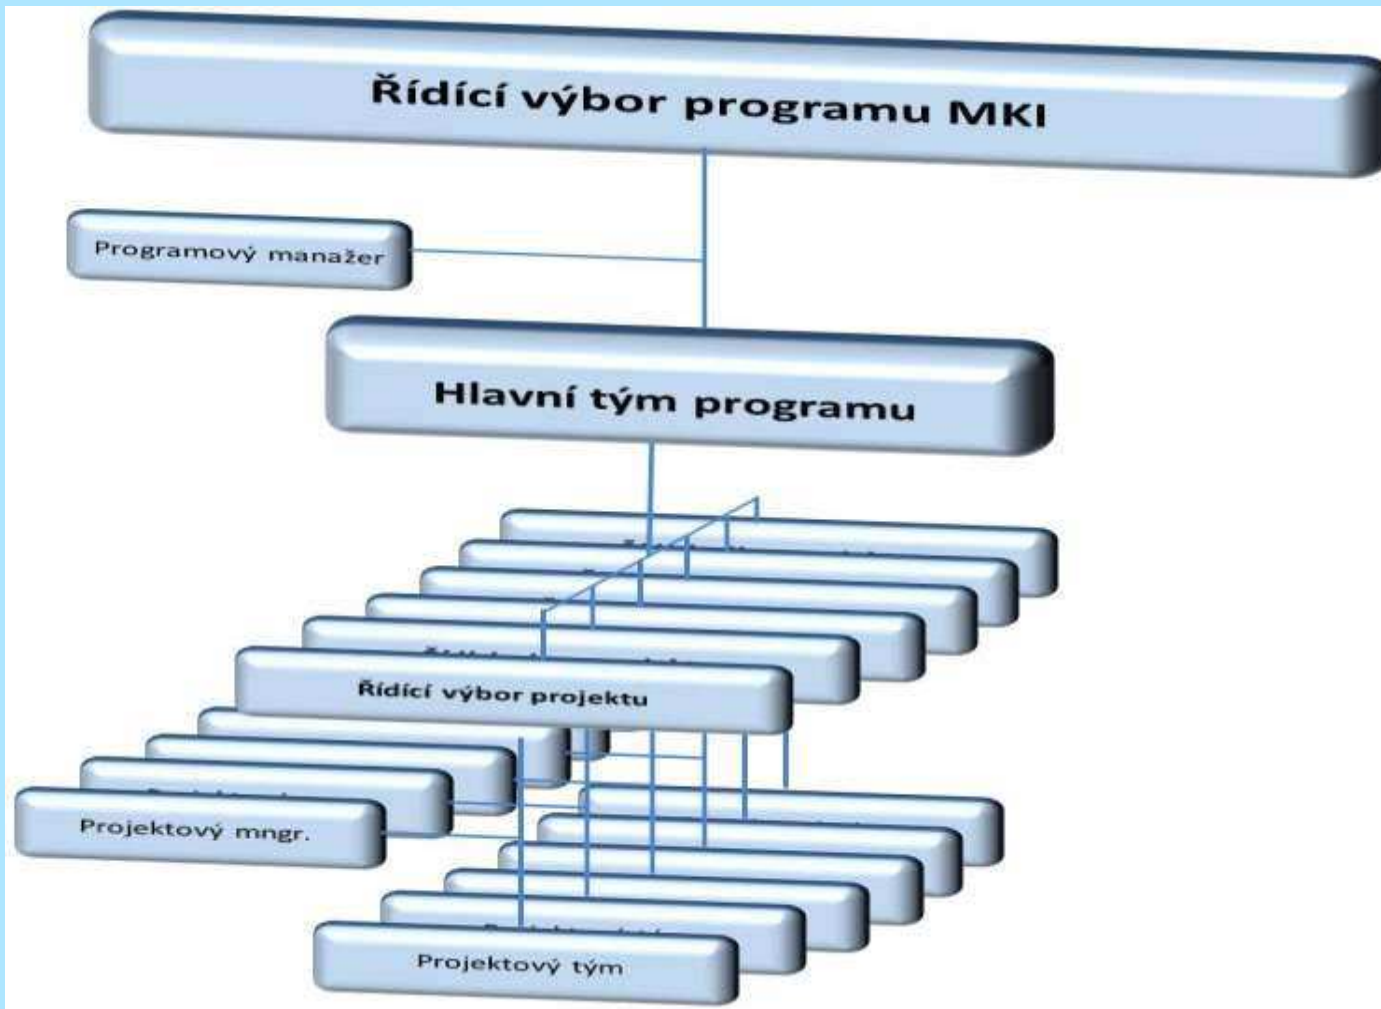 Řídící výbor programu MKI
Programový manažer
Hlavní tým programu
Řídící výbor projektu
Projektový mngr.
Projektový tým